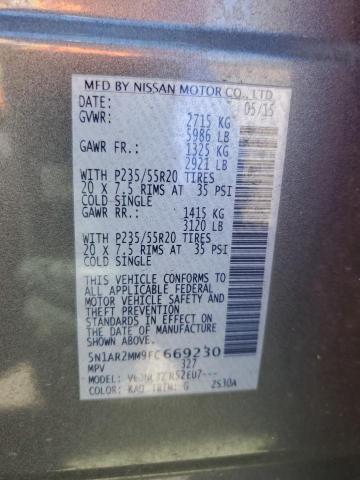 MFD BY NISSAN MOTOR CO., LTD
DATE: 05/15
GVWR: 2715 KG
5986 LB
GAWR FR: 1325 KG
2921 LB
WITH P235/55R20 TIRES
20 X 7.5 RIMS AT 35 PSI
COLD SINGLE
GAWR RR: 1415 KG
3120 LB
WITH P235/55R20 TIRES
20 X 7.5 RIMS AT 35 PSI
COLD SINGLE
THIS VEHICLE CONFORMS TO
ALL APPLICABLE FEDERAL
MOTOR VEHICLE SAFETY
AND THEFT PREVENTION
STANDARDS IN EFFECT ON
THE DATE OF MANUFACTURE
SHOWN ABOVE
5N1AR2MM9FC669230
MPV 327
MODEL:
COLOR: KAD TRIM: G 2S30A